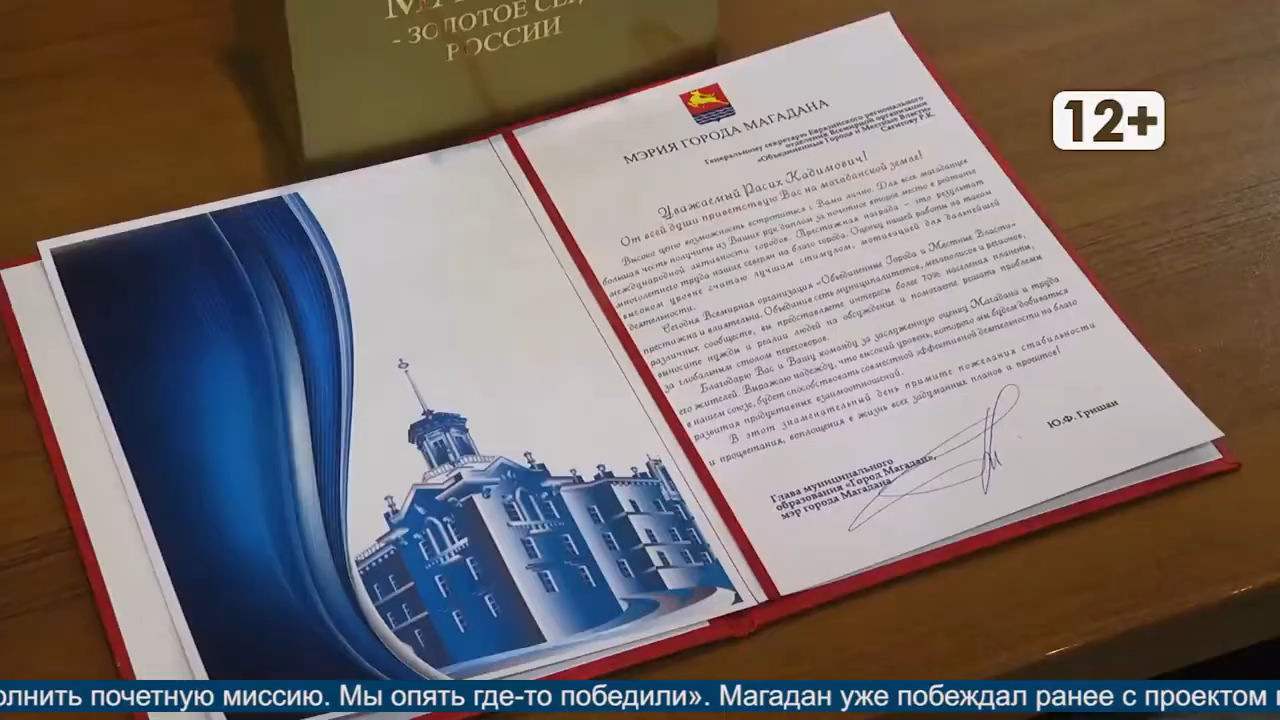 - ЗОЛОТОЕ СЕРД
РОССИИ
12+
МЭРИЯ ГОРОДА МАГАДАНА
Генеральному секретарю Евразийского регионального
отделения Всемирной организации
«Объединенные Города и Местные Власти»
Сагитову Р.К.
Уважаемый Расих Кадимович!
От всей души приветствую Вас на магаданской земле!
Высоко ценю возможность встретиться с Вами лично. Для всех магаданцев
большая честь получить из Ваших рук диплом за почетное второе место в рейтинге
международной активности городов. Престижная награда – это результат
многолетнего труда наших северян на благо города. Оценку нашей работы на таком
высоком уровне считаю лучшим стимулом, мотивацией для дальнейшей
деятельности.
Сегодня Всемирная организация «Объединенные Города и Местные Власти»
престижна и влиятельна. Объединив сеть муниципалитетов, мегаполисов и регионов,
различных сообществ, вы представляете интересы более 70% населения планеты,
выносите нужды и реалии людей на обсуждение и помогаете решать проблемы
за глобальным столом переговоров.
Благодарю Вас и Вашу команду за заслуженную оценку Магадана и труда
его жителей. Выражаю надежду, что высокий уровень, которого мы будем добиваться
в нашем союзе, будет способствовать совместной эффективной деятельности на благо
развития продуктивных взаимоотношений.
В этот знаменательный день примите пожелания стабильности
и процветания, воплощения в жизнь всех задуманных планов и проектов!
Глава муниципального
образования «Город Магадан»,
мэр города Магадана
Ю.Ф. Гришан
олнить почетную миссию. Мы опять где-то победили». Магадан уже побеждал ранее с проектом